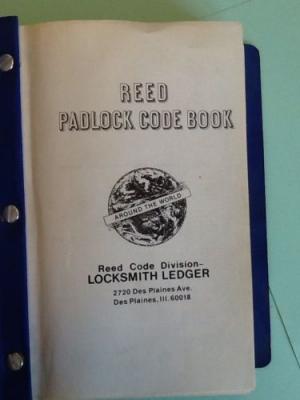 REED
PADLOCK CODE BOOK
AROUND THE WORLD
Reed Code Division-
LOCKSMITH LEDGER
2720 Des Plaines Ave.
Des Plaines, Ill. 60018